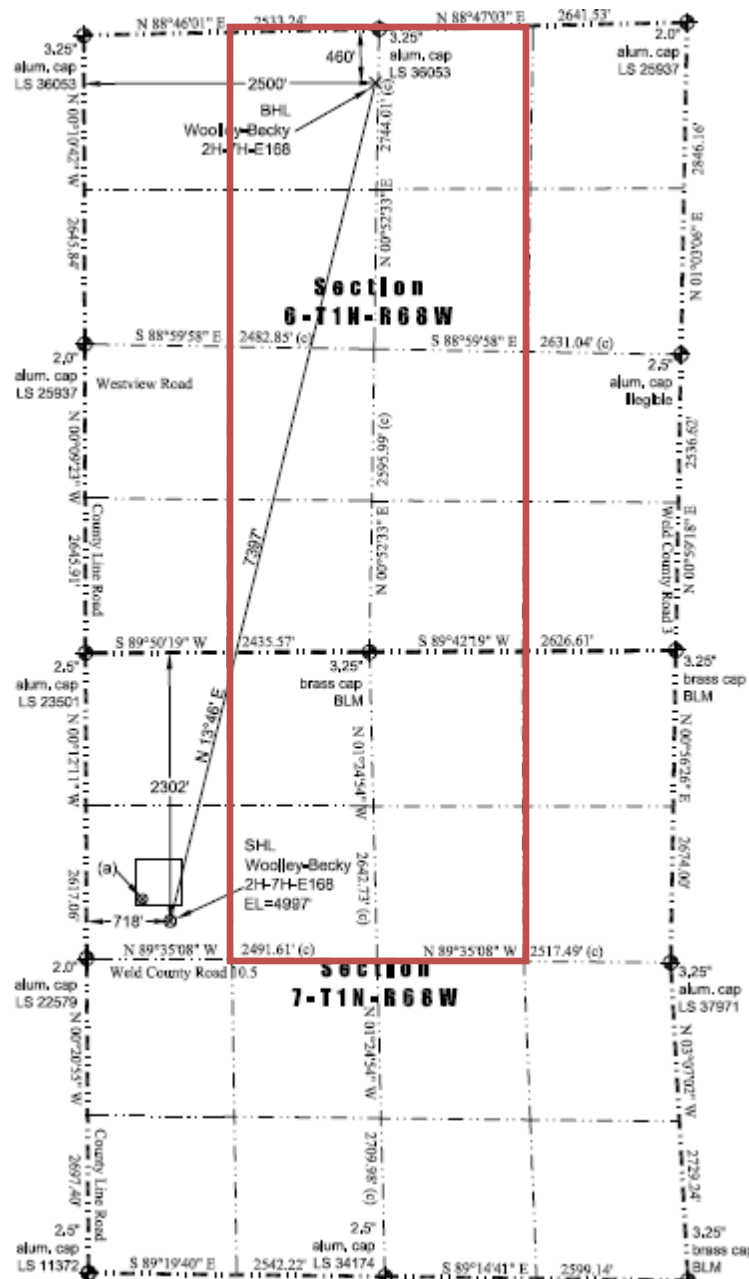 N 88°46'01" E 2533.24'
N 88°47'03" E 2641.53'
3.25"
alum. cap
LS 36053
460'
3.25"
alum. cap
LS 36053
2.0"
alum. cap
LS 25937
2500'
BHL
Woolley-Becky
2H-7H-E168
N 00°10'42" W
2645.84'
2744.01' (c)
N 00°52'33" E
2846.16'
N 01°03'06" E
Section
6-T1N-R68W
S 88°59'58" E 2482.85' (c)
S 88°59'58" E 2631.04' (c)
2.0"
alum. cap
LS 25937
Westview Road
2.5"
alum. cap
Illegible
N 00°09'23" W
2595.99' (c)
2536.62'
7397'
County Line Road
N 00°52'33" E
Weld County Road 3
N 00°59'18" E
2645.91'
S 89°50'19" W 2435.57'
S 89°42'19" W 2626.61'
2.5"
alum. cap
LS 23501
3.25"
brass cap
BLM
3.25"
brass cap
BLM
N 13°46' E
N 00°12'11" W
2302'
N 01°24'54" W
N 00°56'26" E
(a)
SHL
Woolley-Becky
2H-7H-E168
EL=4997'
2617.06'
718'
2642.73' (c)
2674.00'
N 89°35'08" W 2491.61' (c)
N 89°35'08" W 2517.49' (c)
2.0"
alum. cap
LS 22579
Weld County Road 10.5
Section
7-T1N-R68W
3.25"
alum. cap
LS 37971
N 00°20'55" W
N 01°24'54" W
N 03°07'02" W
County Line Road
2697.40'
2709.98' (c)
2729.24'
2.5"
alum. cap
LS 11372
S 89°19'40" E 2542.22'
2.5"
alum. cap
LS 34174
S 89°14'41" E 2599.14'
3.25"
brass cap
BLM